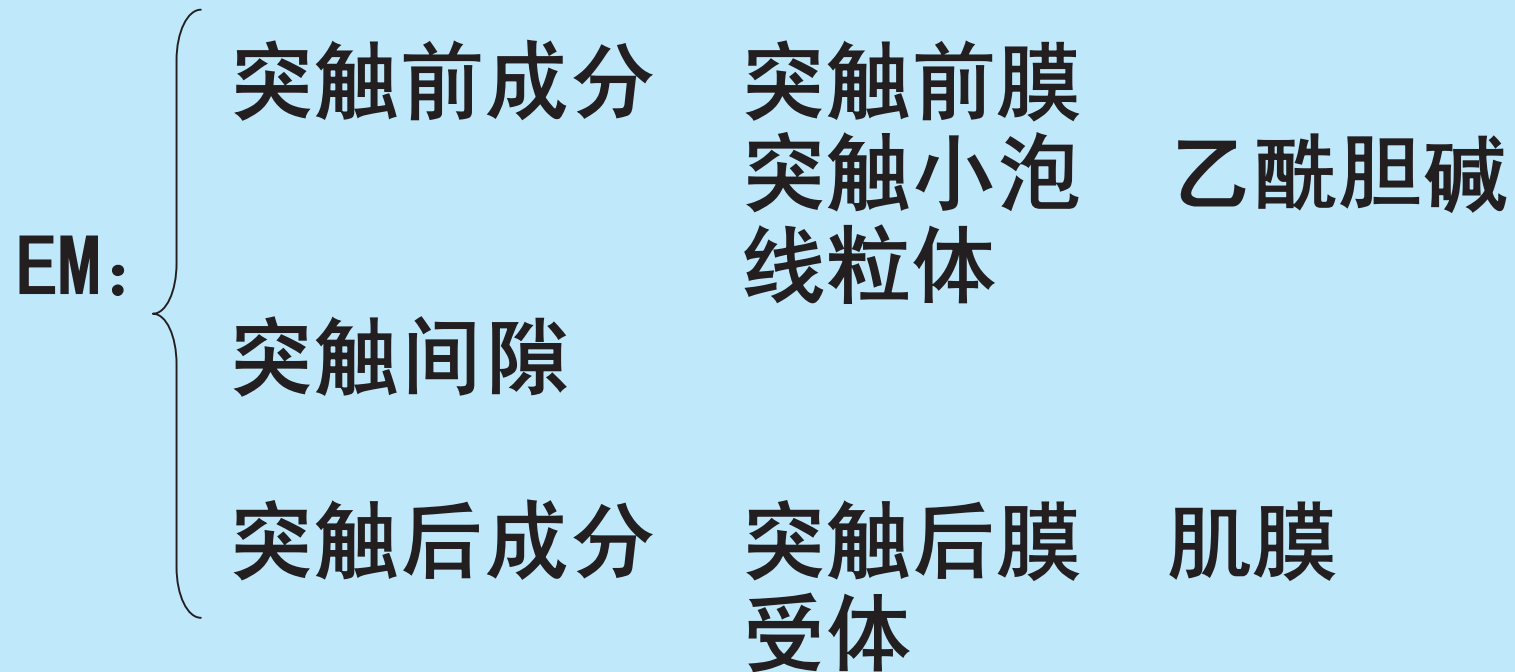 突触前成分 突触前膜
突触小泡 乙酰胆碱
EM: 线粒体
突触间隙
突触后成分 突触后膜 肌膜
受体